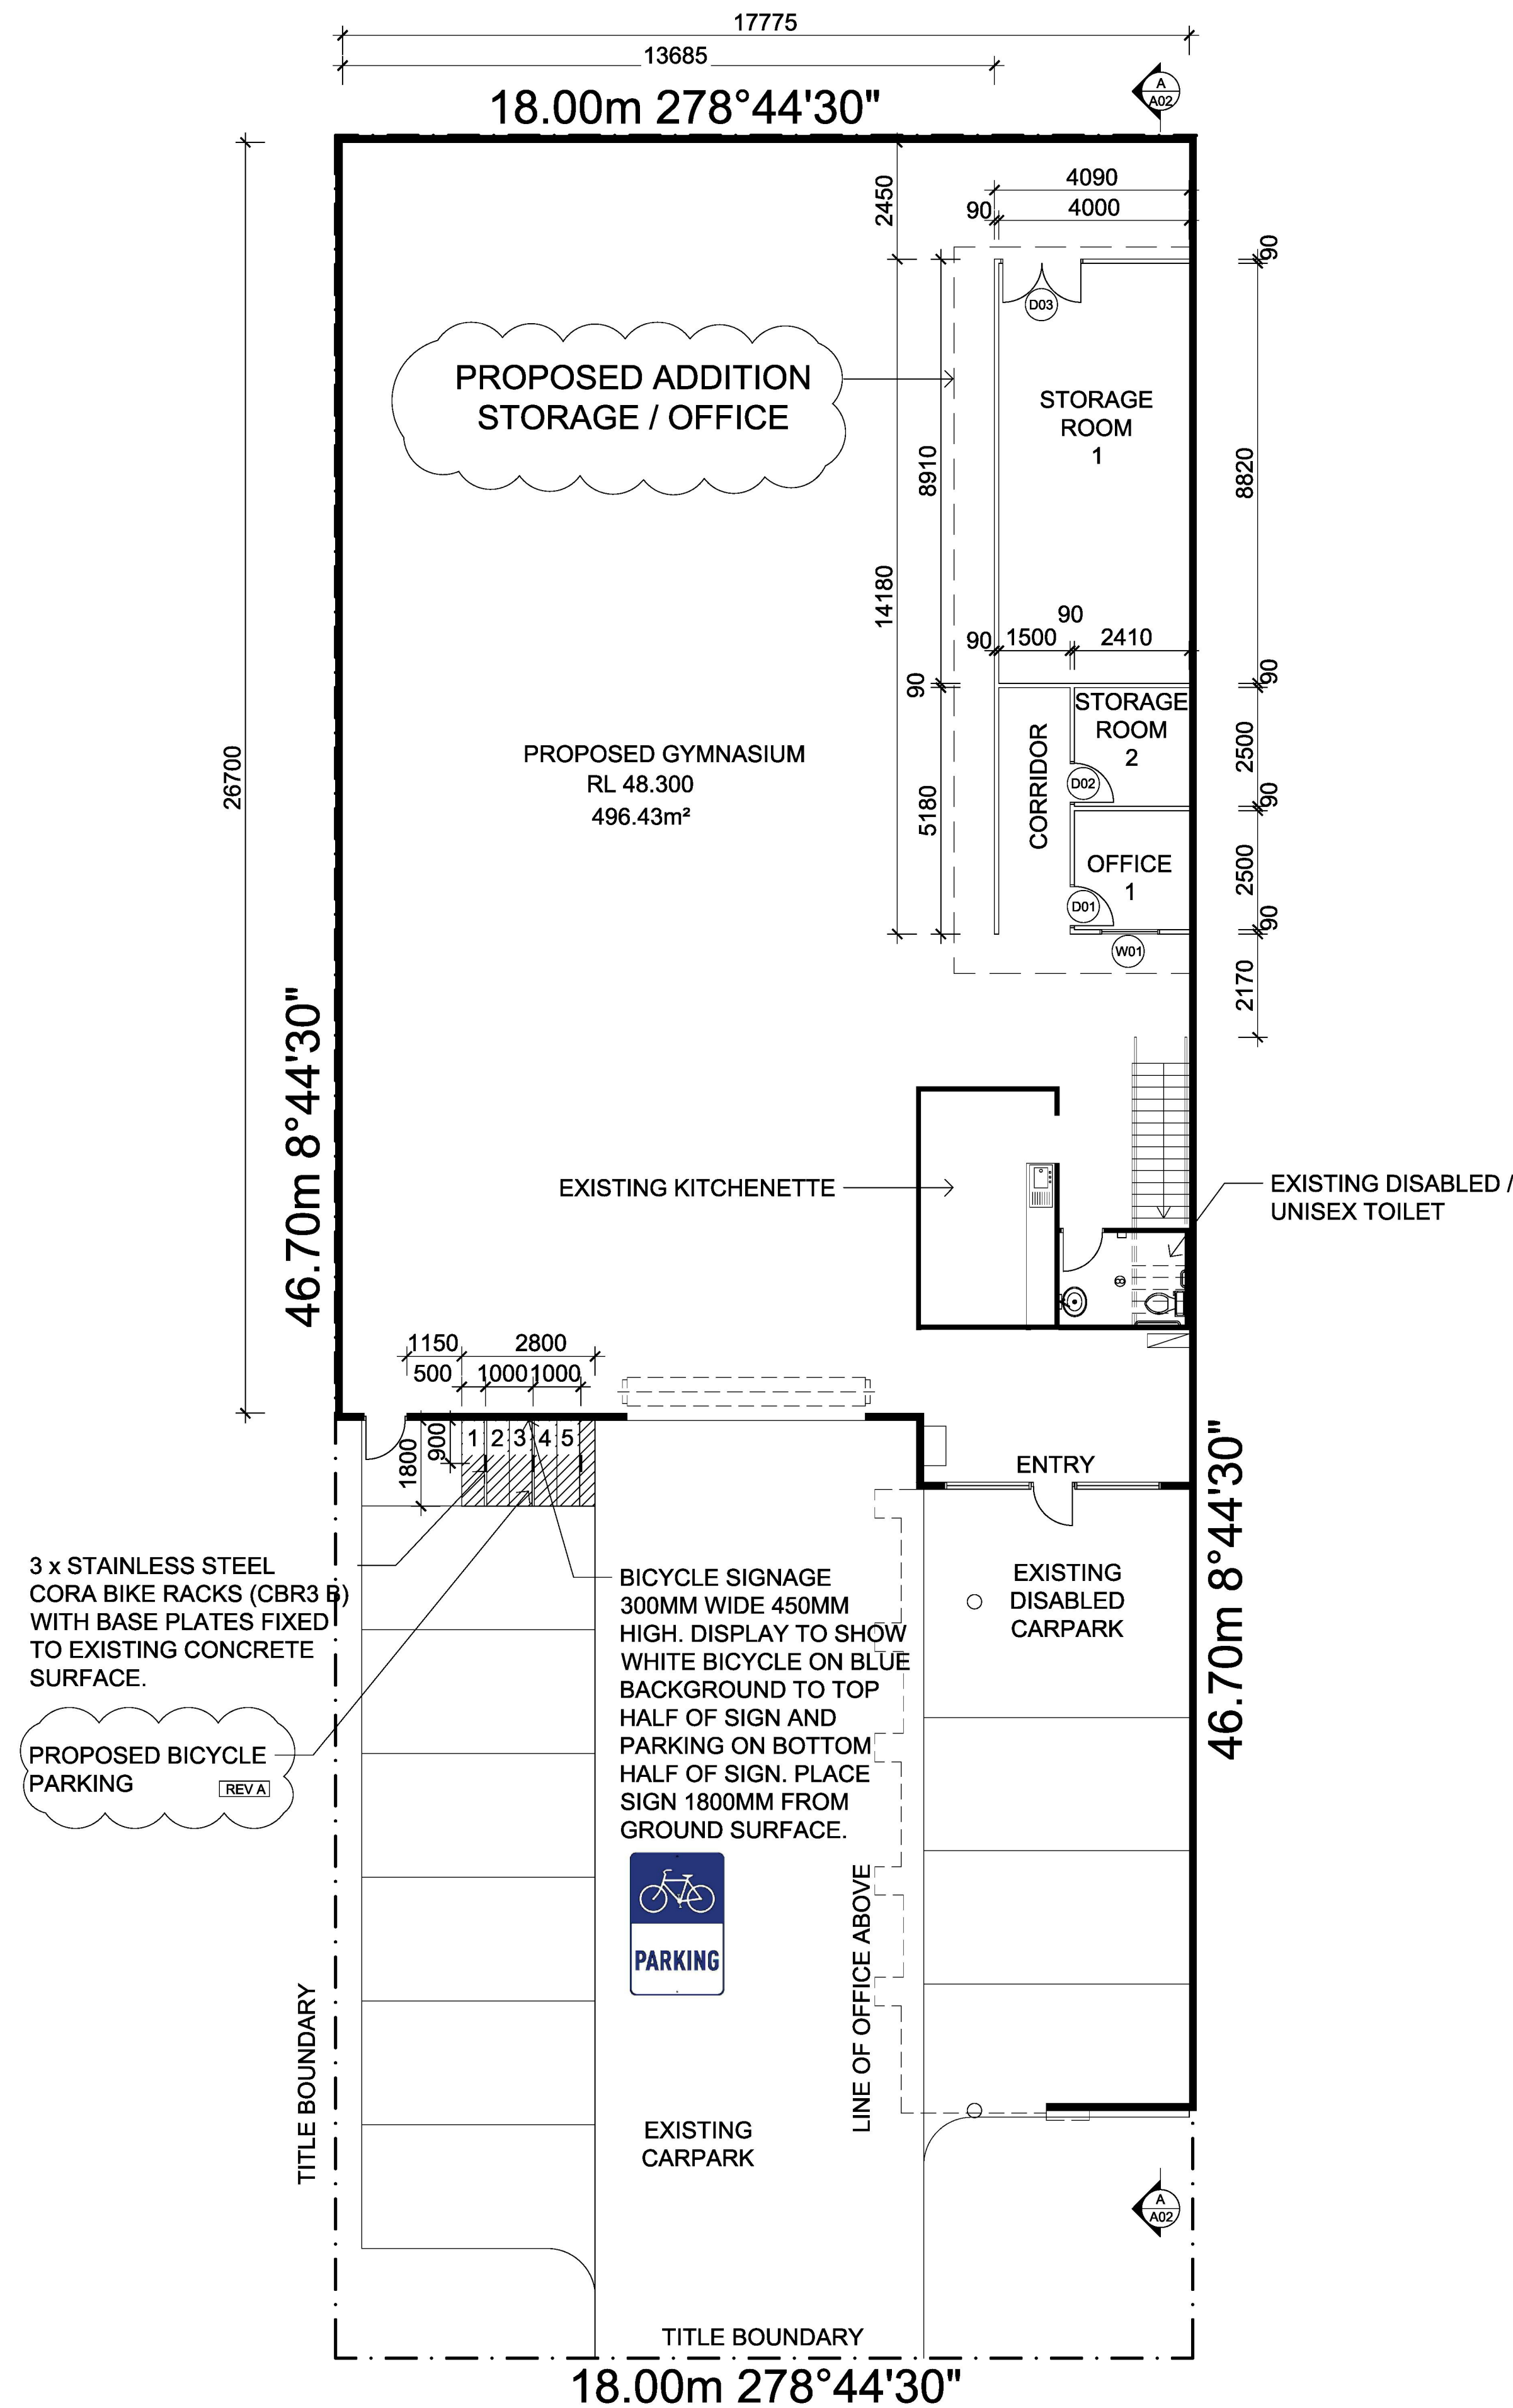 17775
13685
18.00m 278°44'30"
A
A02
4090
90
4000
2450
90
D03
PROPOSED ADDITION
STORAGE / OFFICE
STORAGE
ROOM
1
8910
8820
14180
90
90
1500
2410
90
90
STORAGE
ROOM
2
CORRIDOR
2500
D02
90
PROPOSED GYMNASIUM
RL 48.300
496.43m²
26700
5180
OFFICE
1
2500
D01
90
W01
2170
46.70m 8°44'30"
EXISTING KITCHENETTE
EXISTING DISABLED /
UNISEX TOILET
1150
2800
500
1000
1000
1800
900
1
2
3
4
5
ENTRY
46.70m 8°44'30"
3 x STAINLESS STEEL
CORA BIKE RACKS (CBR3 B)
WITH BASE PLATES FIXED
TO EXISTING CONCRETE
SURFACE.
BICYCLE SIGNAGE
300MM WIDE 450MM
HIGH. DISPLAY TO SHOW
WHITE BICYCLE ON BLUE
BACKGROUND TO TOP
HALF OF SIGN AND
PARKING ON BOTTOM
HALF OF SIGN. PLACE
SIGN 1800MM FROM
GROUND SURFACE.
EXISTING
DISABLED
CARPARK
PROPOSED BICYCLE
PARKING
REV A
PARKING
LINE OF OFFICE ABOVE
TITLE BOUNDARY
EXISTING
CARPARK
A
A02
TITLE BOUNDARY
18.00m 278°44'30"